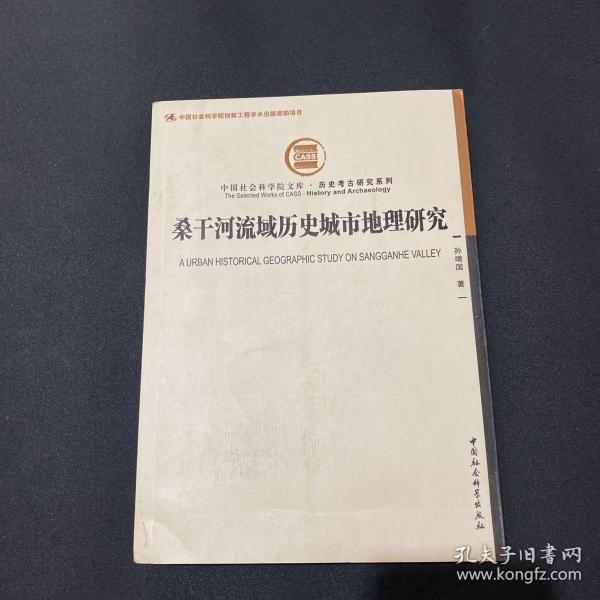 中国社会科学院创新工程学术出版资助项目
CASS
中国社会科学院文库·历史考古研究系列
The Selected Works of CASS · History and Archaeology
桑干河流域历史城市地理研究
A URBAN HISTORICAL GEOGRAPHIC STUDY ON SANGGANHE VALLEY
孙靖国 著
中国社会科学出版社
孔夫子旧书网
www.kongfz.com